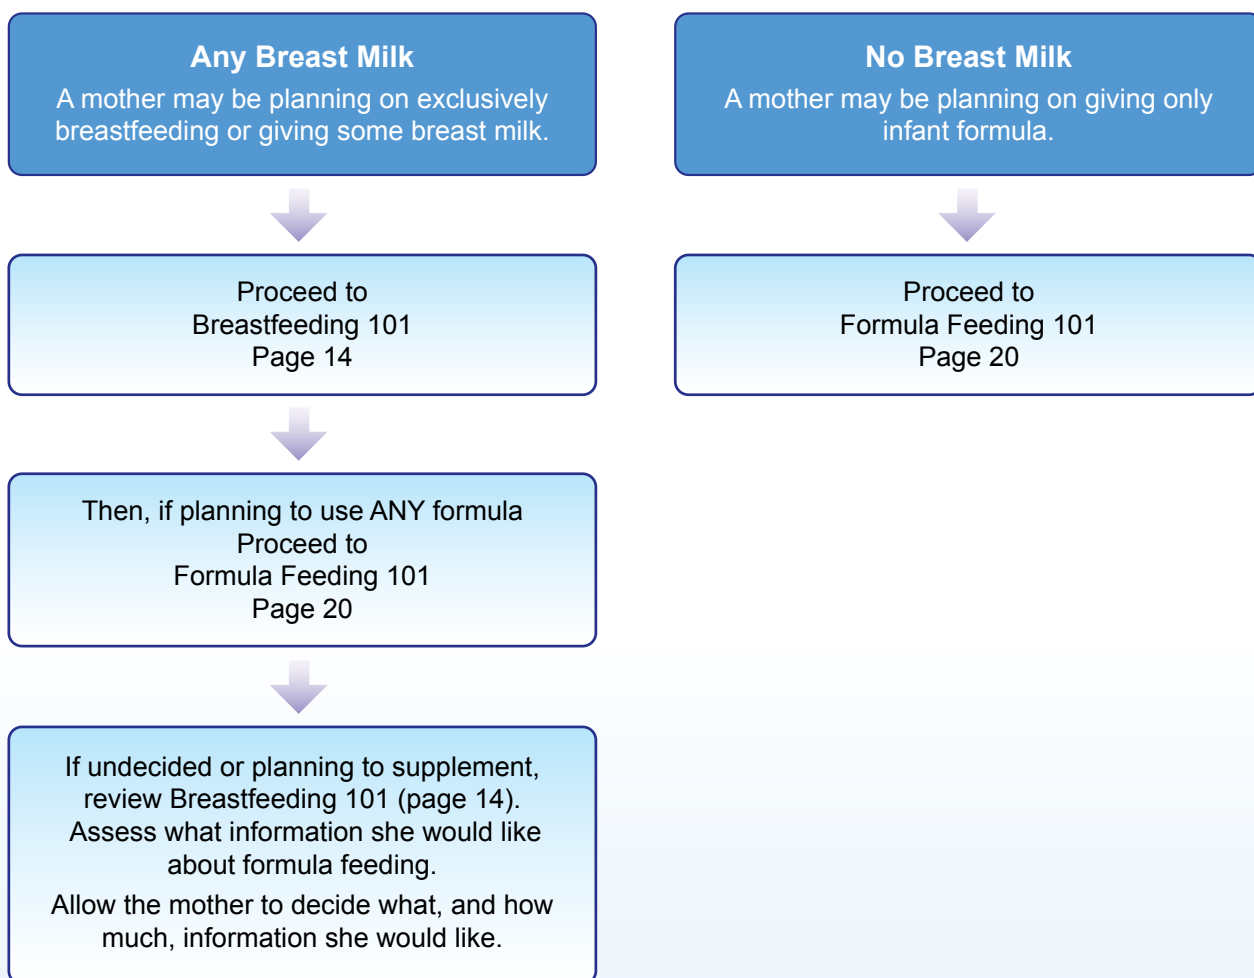 Any Breast Milk
A mother may be planning on exclusively
breastfeeding or giving some breast milk.
Proceed to
Breastfeeding 101
Page 14
Then, if planning to use ANY formula
Proceed to
Formula Feeding 101
Page 20
If undecided or planning to supplement,
review Breastfeeding 101 (page 14).
Assess what information she would like
about formula feeding.
Allow the mother to decide what, and how
much, information she would like.
No Breast Milk
A mother may be planning on giving only
infant formula.
Proceed to
Formula Feeding 101
Page 20